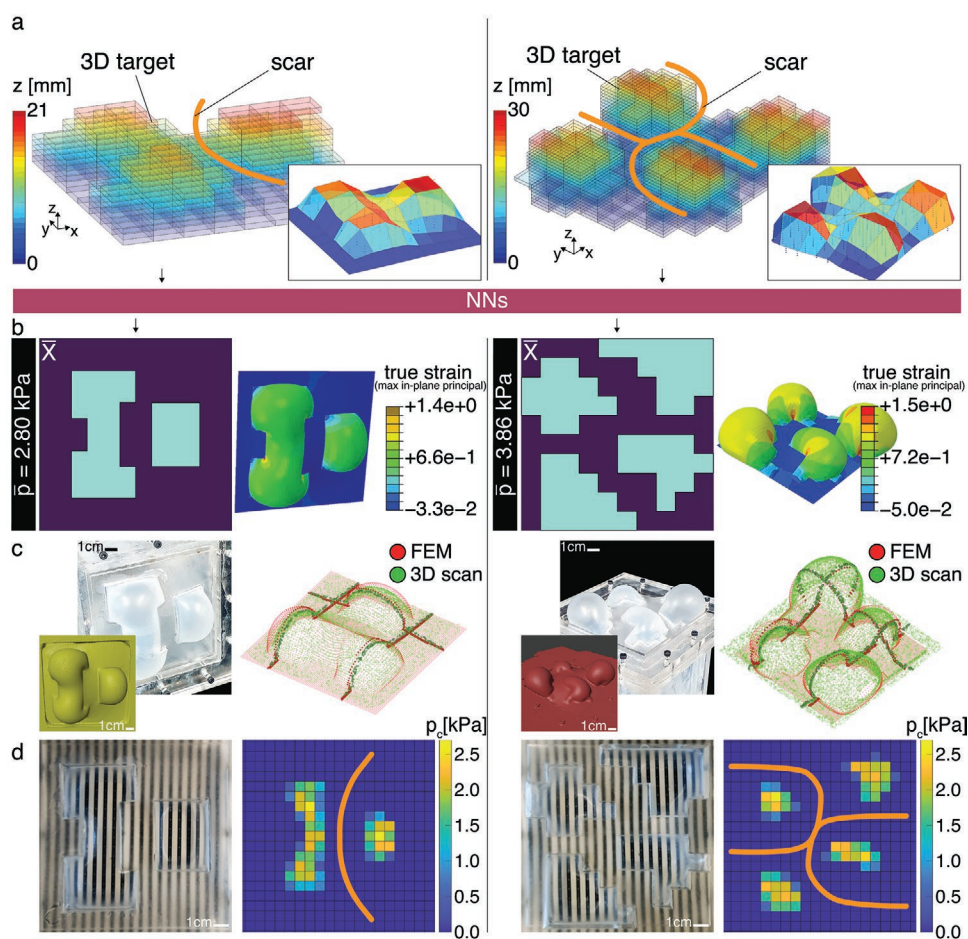 a
3D target
scar
z [mm]
21
0
z
y
x
3D target
scar
z [mm]
30
0
z
y
x
NNs
b
p̅ = 2.80 kPa
X̅
true strain
(max in-plane principal)
+1.4e+0
+6.6e-1
-3.3e-2
p̅ = 3.86 kPa
X̅
true strain
(max in-plane principal)
+1.5e+0
+7.2e-1
-5.0e-2
c
1cm
1cm
FEM
3D scan
1cm
1cm
FEM
3D scan
d
1cm
p_c[kPa]
2.5
2.0
1.5
1.0
0.5
0.0
1cm
p_c[kPa]
2.5
2.0
1.5
1.0
0.5
0.0